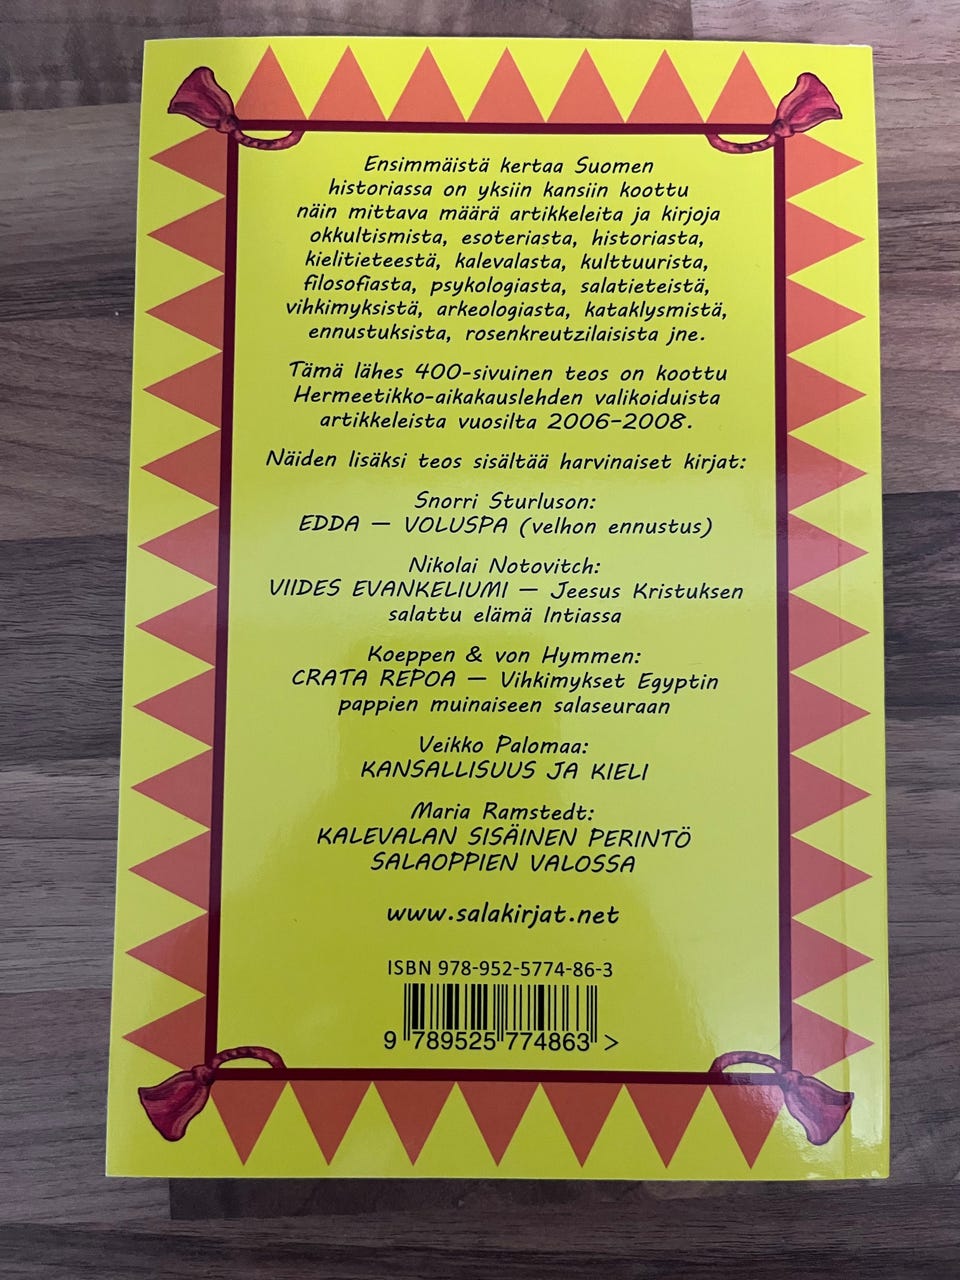 Ensimmäistä kertaa Suomen
historiassa on yksiin kansiin koottu
näin mittava määrä artikkeleita ja kirjoja
okkultismista, esoteriasta, historiasta,
kielitieteestä, kalevalasta, kulttuurista,
filosofiasta, psykologiasta, salatieteistä,
vihkimyksistä, arkeologiasta, kataklysmistä,
ennustuksista, rosenkreutzilaisista jne.
Tämä lähes 400-sivuinen teos on koottu
Hermeetikko-aikakauslehden valikoiduista
artikkeleista vuosilta 2006–2008.
Näiden lisäksi teos sisältää harvinaiset kirjat:
Snorri Sturluson:
EDDA — VOLUSPA (velhon ennustus)
Nikolai Notovitch:
VIIDES EVANKELIUMI — Jeesus Kristuksen
salattu elämä Intiassa
Koeppen & von Hymmen:
CRATA REPOA — Vihkimykset Egyptin
pappien muinaiseen salaseuraan
Veikko Palomaa:
KANSALLISUUS JA KIELI
Maria Ramstedt:
KALEVALAN SISÄINEN PERINTÖ
SALAOPPIEN VALOSSA
www.salakirjat.net
ISBN 978-952-5774-86-3
9 789525 774863 >